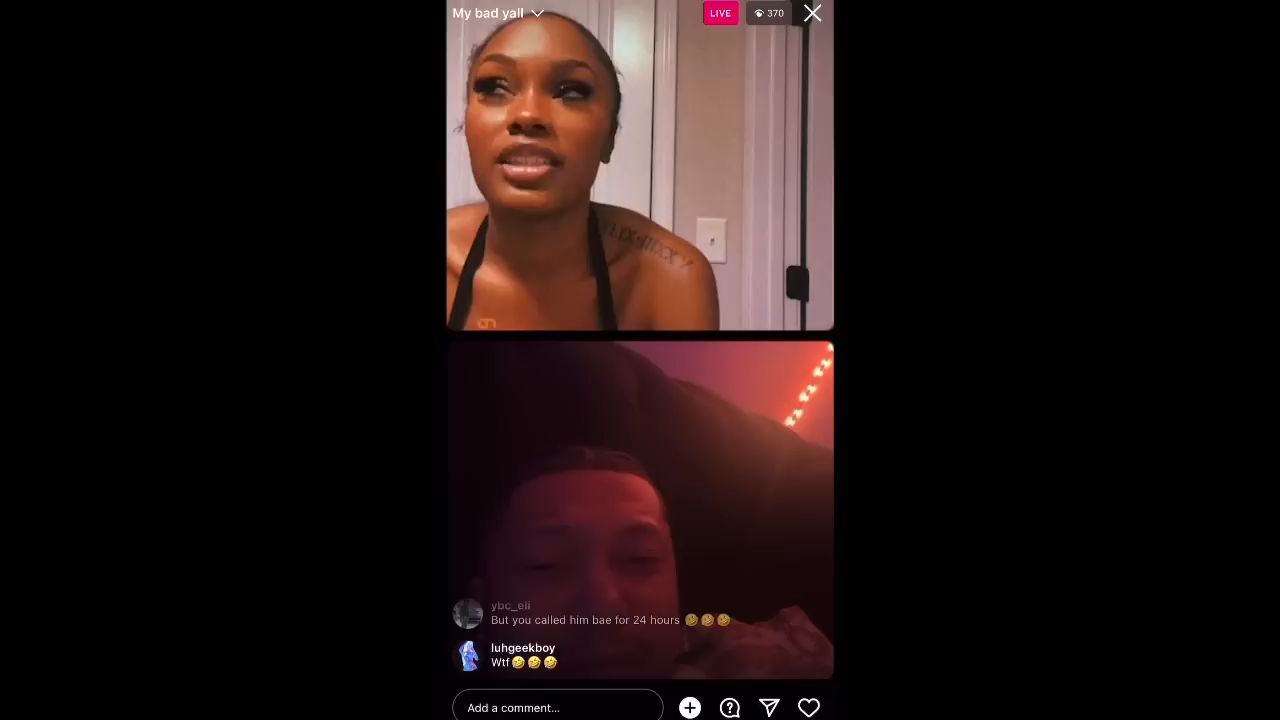 My bad yall
LIVE
370
ybc_eli
But you called him bae for 24 hours 🤣🤣🤣
luhgeekboy
Wtf🤣🤣🤣
Add a comment...